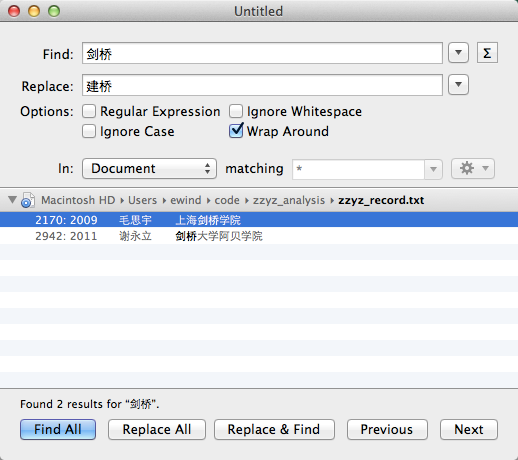 Untitled
Find: 剑桥 Σ
Replace: 建桥
Options: Regular Expression Ignore Whitespace
Ignore Case Wrap Around
In: Document matching *
Macintosh HD Users ewind code zzyz_analysis zzyz_record.txt
2170: 2009 毛思宇 上海剑桥学院
2942: 2011 谢永立 剑桥大学阿贝学院
Found 2 results for “剑桥”.
Find All Replace All Replace & Find Previous Next